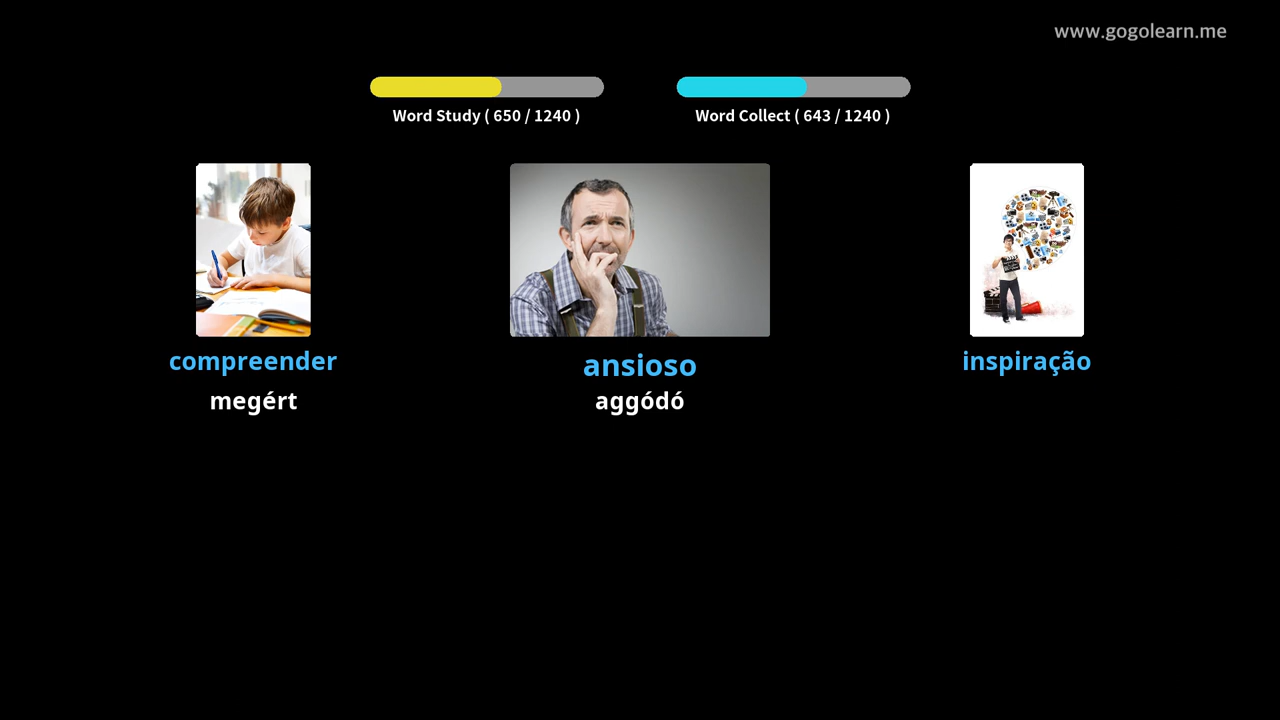 www.gogolearn.me
Word Study ( 650 / 1240 )
Word Collect ( 643 / 1240 )
compreender
megért
ansioso
aggódó
inspiração